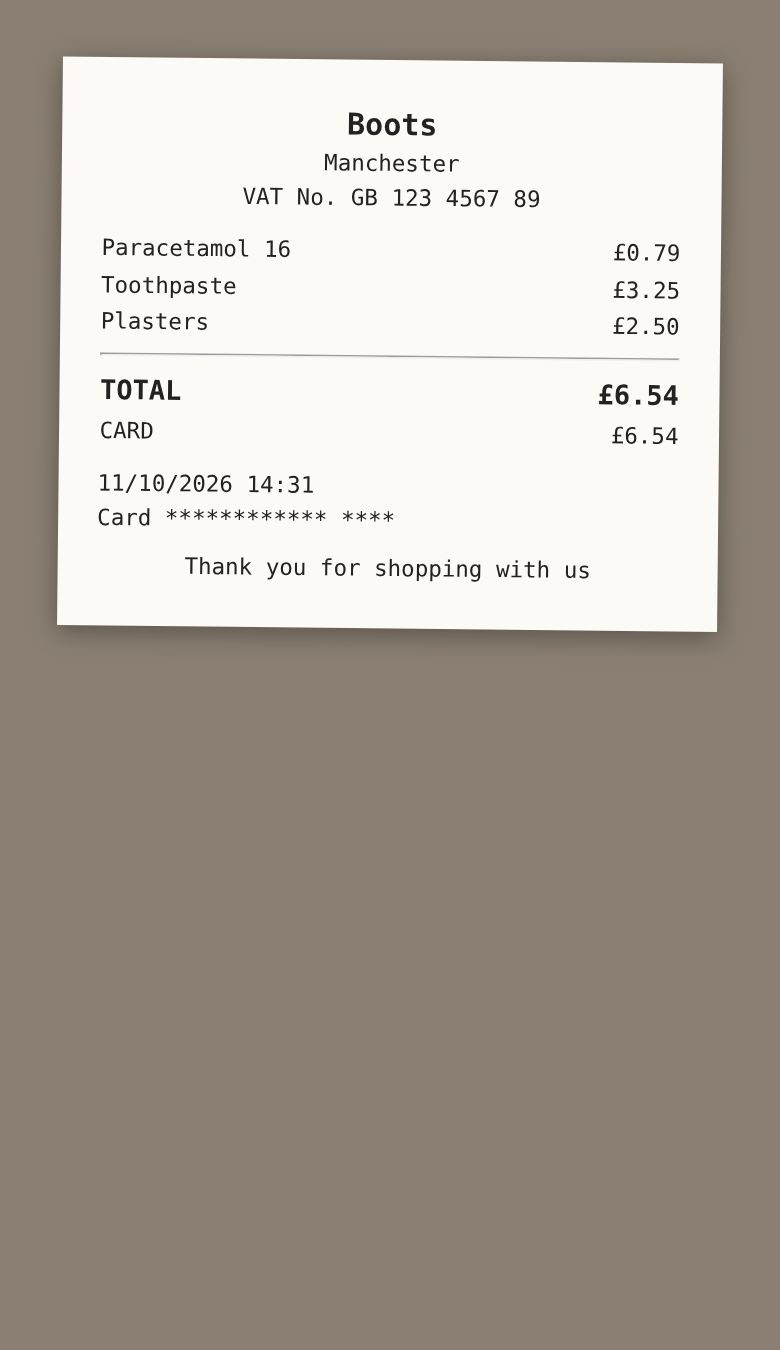 Boots
Manchester
VAT No. GB 123 4567 89
Paracetamol 16 £0.79
Toothpaste £3.25
Plasters £2.50
TOTAL £6.54
CARD £6.54
11/10/2026 14:31
Card ************ ****
Thank you for shopping with us